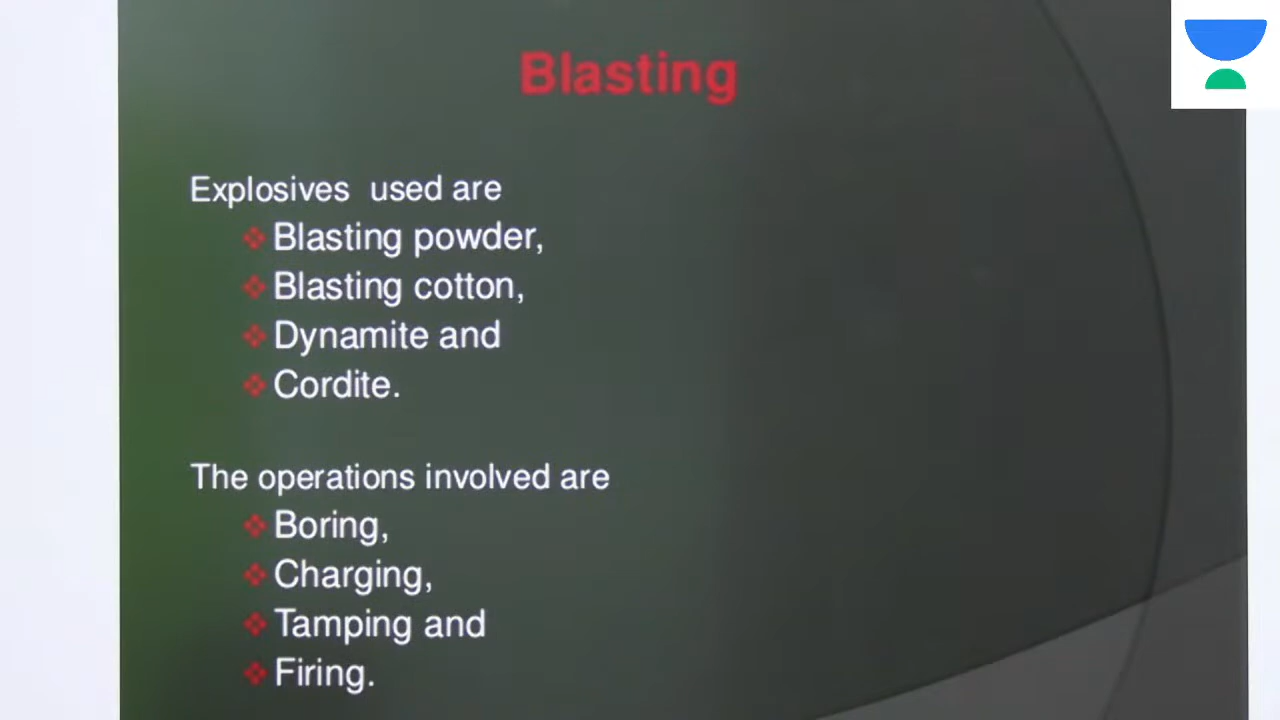 Blasting
Explosives used are
Blasting powder,
Blasting cotton,
Dynamite and
Cordite.
The operations involved are
Boring,
Charging,
Tamping and
Firing.